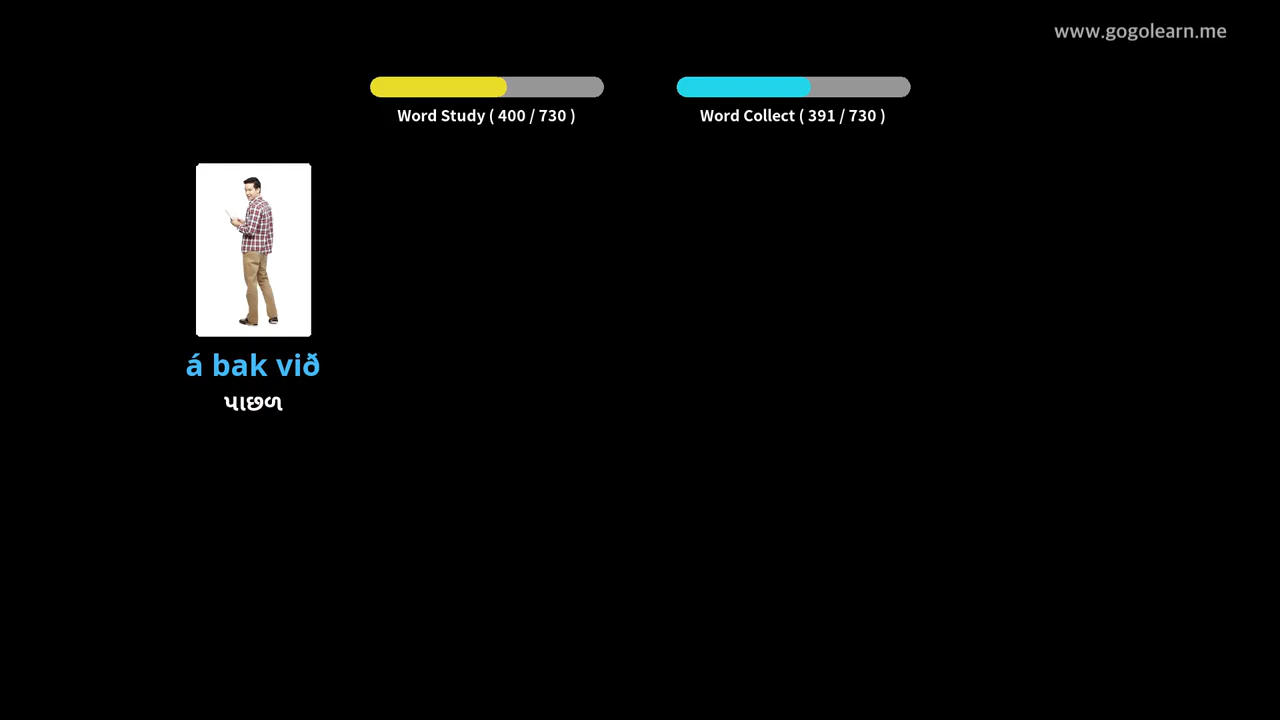 www.gogolearn.me
Word Study ( 400 / 730 )
Word Collect ( 391 / 730 )
á bak við
પાછળ